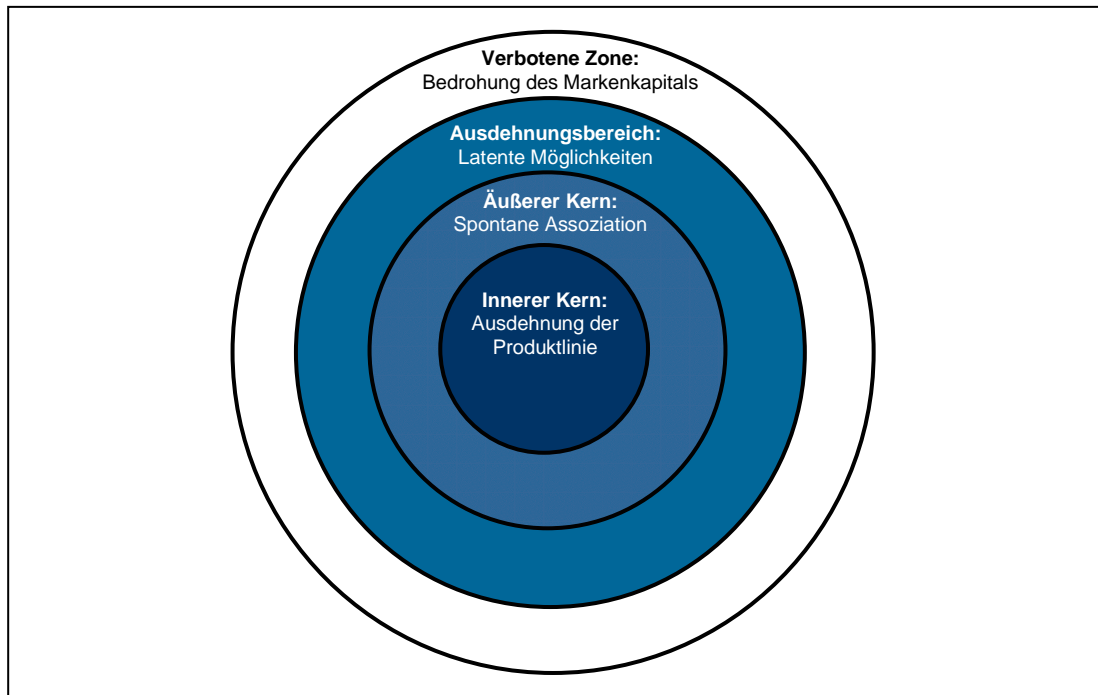 Verbotene Zone:
Bedrohung des Markenkapitals
Ausdehnungsbereich:
Latente Möglichkeiten
Äußerer Kern:
Spontane Assoziation
Innerer Kern:
Ausdehnung der
Produktlinie